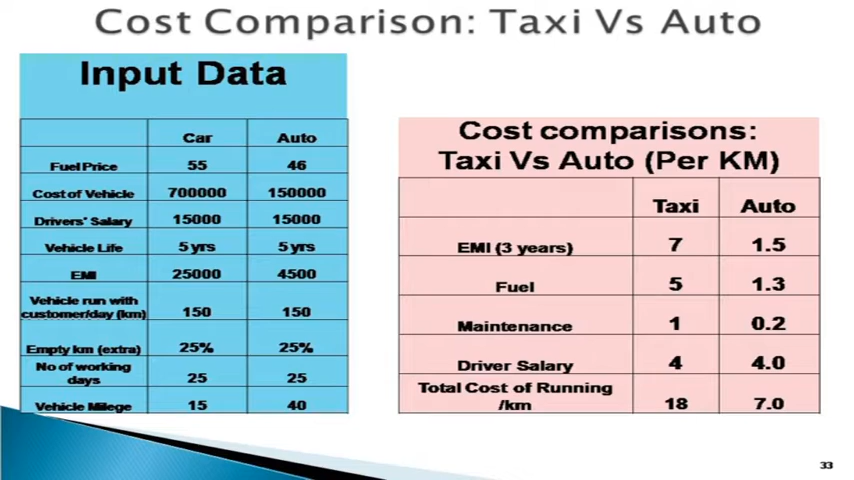 Cost Comparison: Taxi Vs Auto
Input Data
Car Auto
Fuel Price 55 46
Cost of Vehicle 700000 150000
Drivers' Salary 15000 15000
Vehicle Life 5 yrs 5 yrs
EMI 25000 4500
Vehicle run with
customer/day (km) 150 150
Empty km (extra) 25% 25%
No of working
days 25 25
Vehicle Milege 15 40
Cost comparisons:
Taxi Vs Auto (Per KM)
Taxi Auto
EMI (3 years) 7 1.5
Fuel 5 1.3
Maintenance 1 0.2
Driver Salary 4 4.0
Total Cost of Running
/km 18 7.0
33